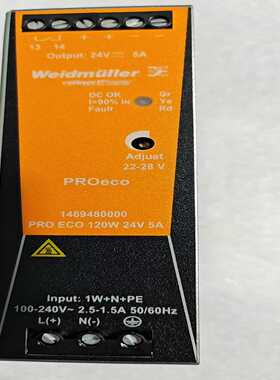 13 14 + + − −
Output: 24V⎓ 5A
Weidmüller
DC OK Gr
I>90% In Ye
Fault Rd
Adjust
22-28 V
PROeco
1469480000
PRO ECO 120W 24V 5A
Input: 1W+N+PE
100-240V~ 2.5-1.5A 50/60Hz
L(+) N(-)